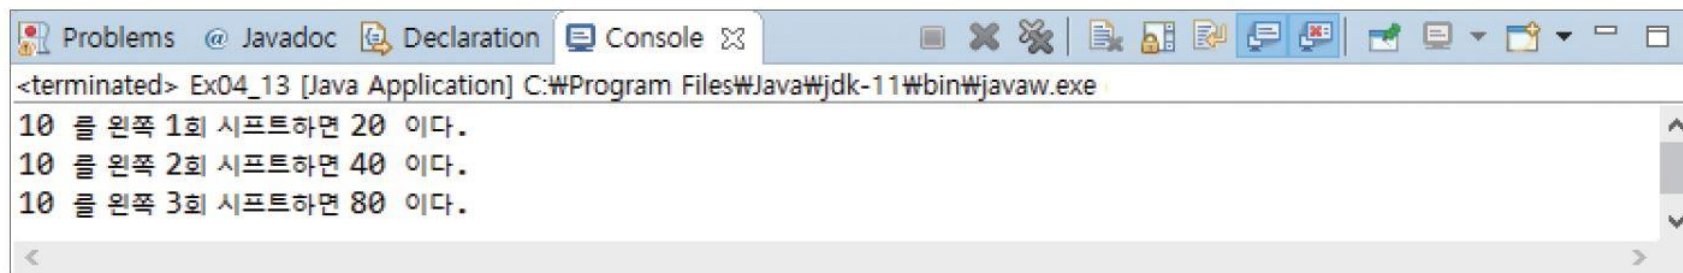 Problems @ Javadoc Declaration Console
<terminated> Ex04_13 [Java Application] C:₩Program Files₩Java₩jdk-11₩bin₩javaw.exe
10 를 왼쪽 1회 시프트하면 20 이다.
10 를 왼쪽 2회 시프트하면 40 이다.
10 를 왼쪽 3회 시프트하면 80 이다.